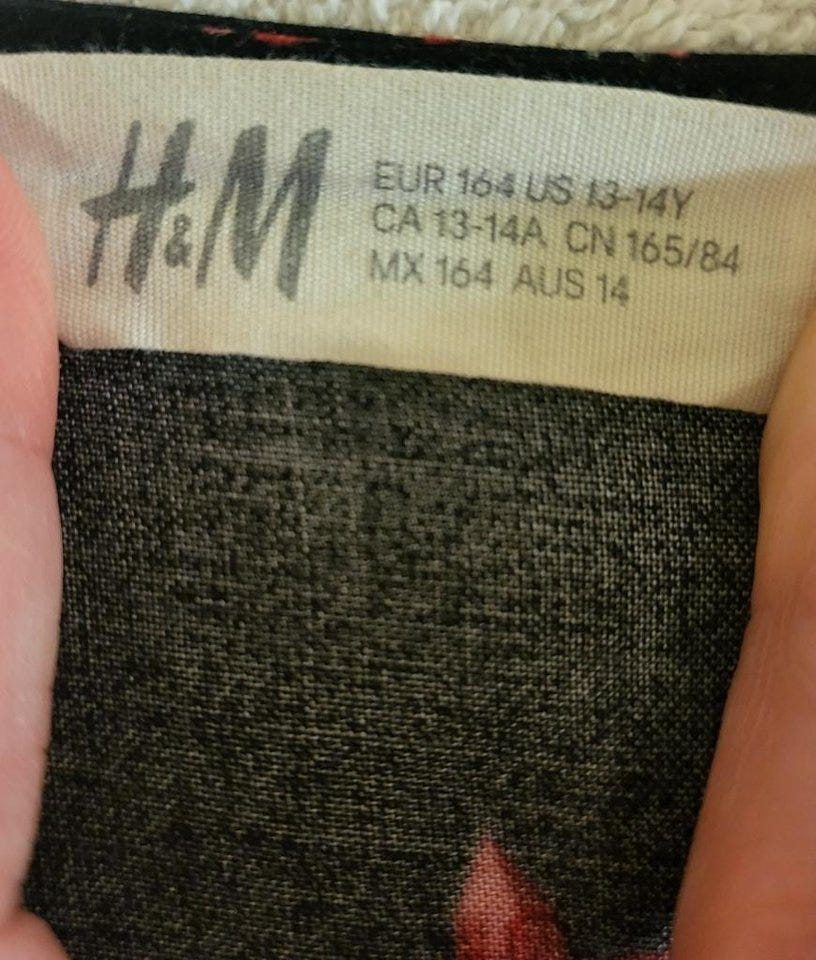 H&M
EUR 164 US 13-14Y
CA 13-14A CN 165/84
MX 164 AUS 14